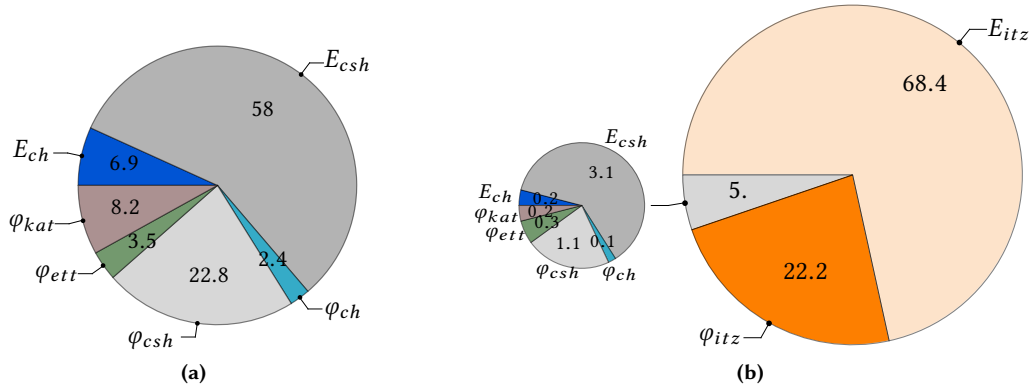 E_csh
58
E_ch
6.9
8.2
φ_kat
3.5
φ_ett
22.8
φ_csh
2.4
φ_ch
(a)
E_csh
3.1
E_ch
0.2
φ_kat
0.2
φ_ett
0.3
1.1
φ_csh
0.1
φ_ch
E_itz
68.4
5.
22.2
φ_itz
(b)